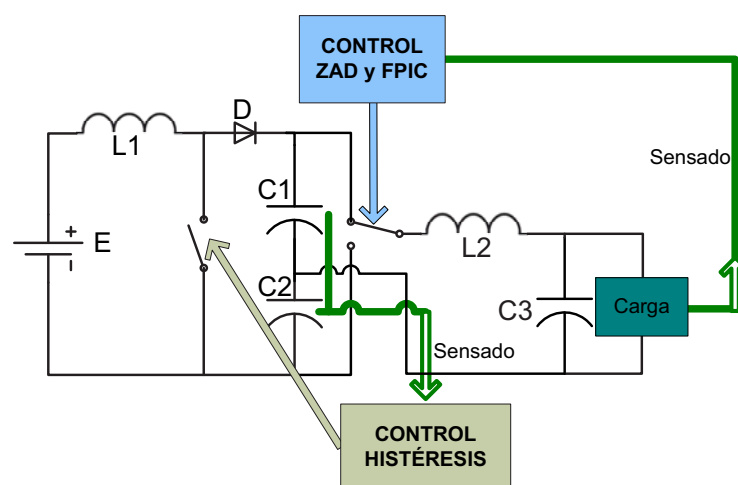 CONTROL
ZAD y FPIC
D
L1
Sensado
C1
+
E
-
L2
C2
C3
Carga
Sensado
CONTROL
HISTÉRESIS